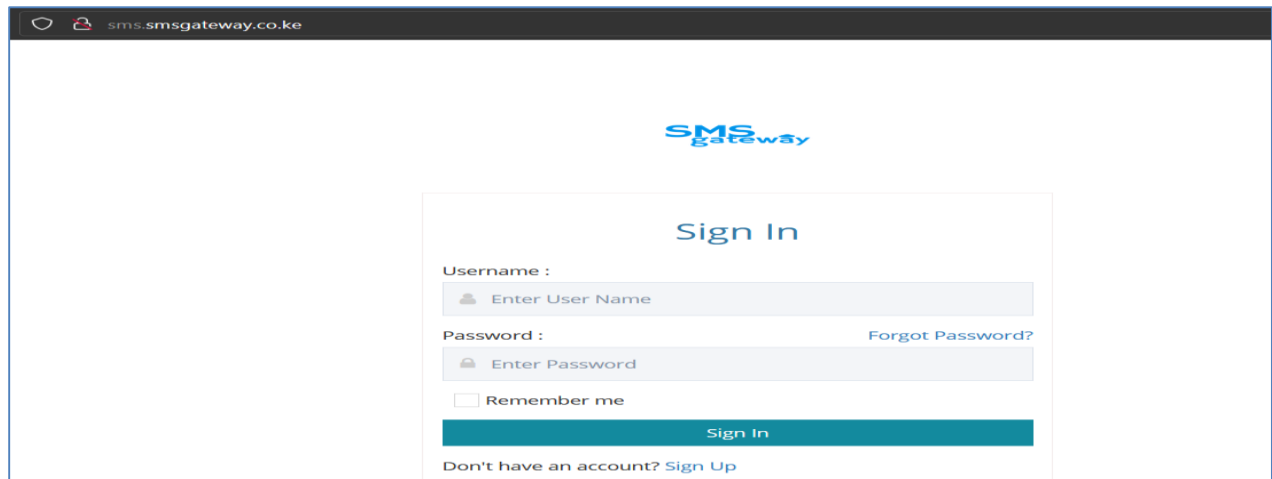 sms.smsgateway.co.ke
SMS
gateway
Sign In
Username :
Enter User Name
Password :
Forgot Password?
Enter Password
Remember me
Sign In
Don't have an account? Sign Up